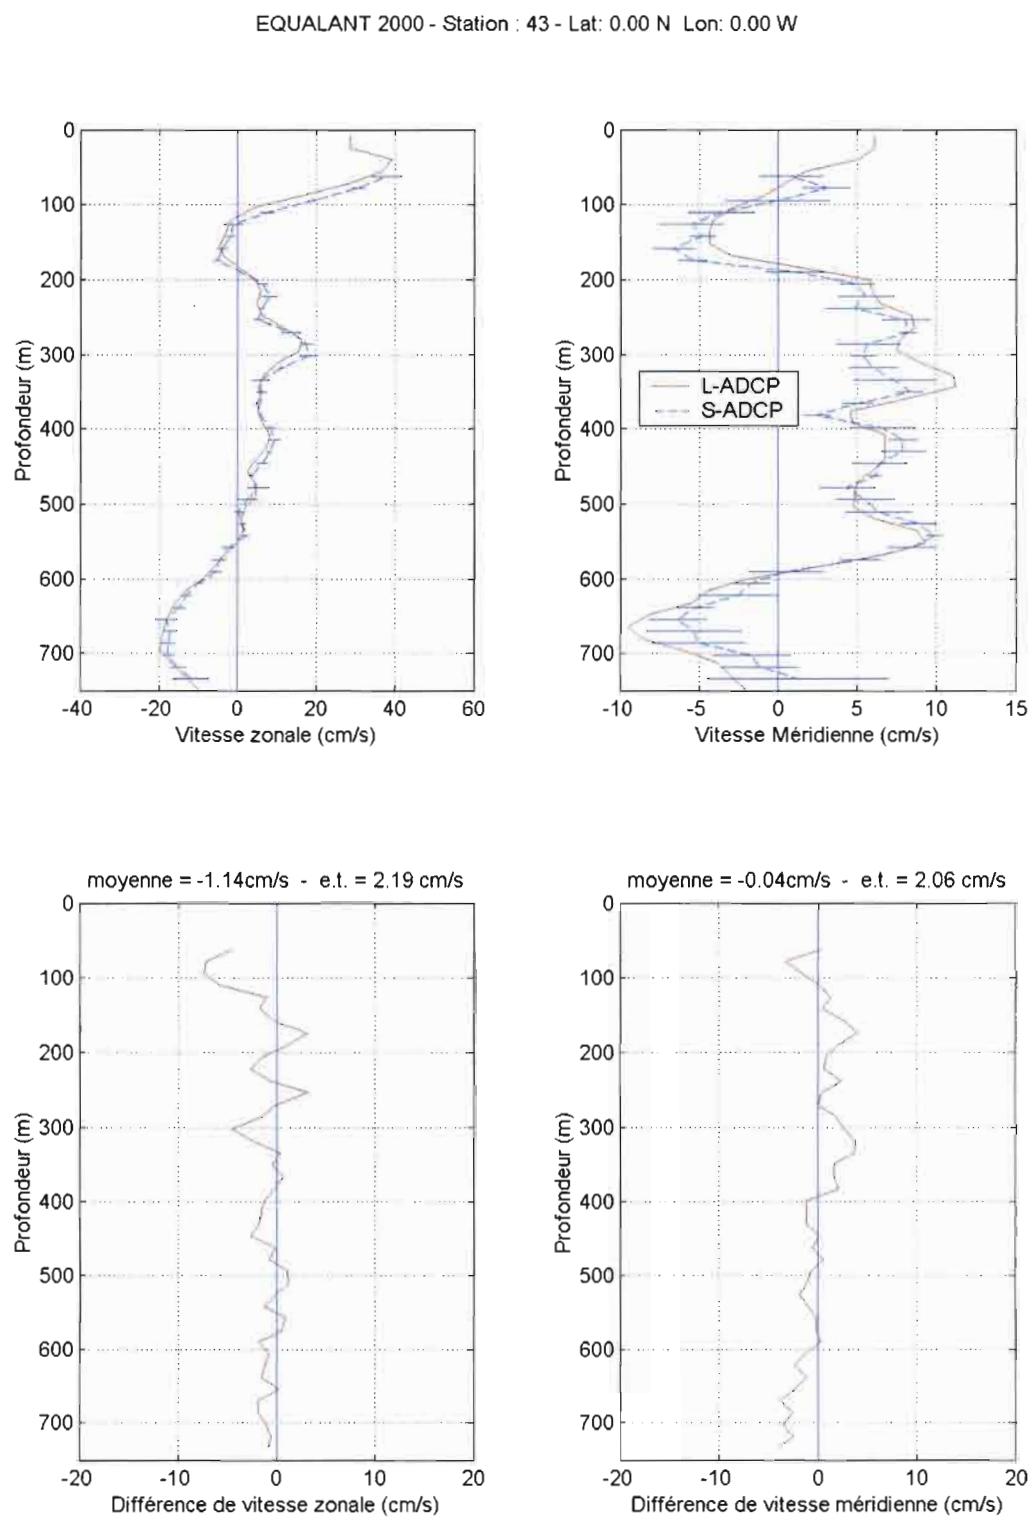 EQUALANT 2000 - Station : 43 - Lat: 0.00 N Lon: 0.00 W
0
100
200
300
400
500
600
700
Profondeur (m)
-40 -20 0 20 40 60
Vitesse zonale (cm/s)
0
100
200
300
400
500
600
700
Profondeur (m)
L-ADCP
S-ADCP
-10 -5 0 5 10 15
Vitesse Méridienne (cm/s)
moyenne = -1.14cm/s - e.t. = 2.19 cm/s
0
100
200
300
400
500
600
700
Profondeur (m)
-20 -10 0 10 20
Différence de vitesse zonale (cm/s)
moyenne = -0.04cm/s - e.t. = 2.06 cm/s
0
100
200
300
400
500
600
700
Profondeur (m)
-20 -10 0 10 20
Différence de vitesse méridienne (cm/s)